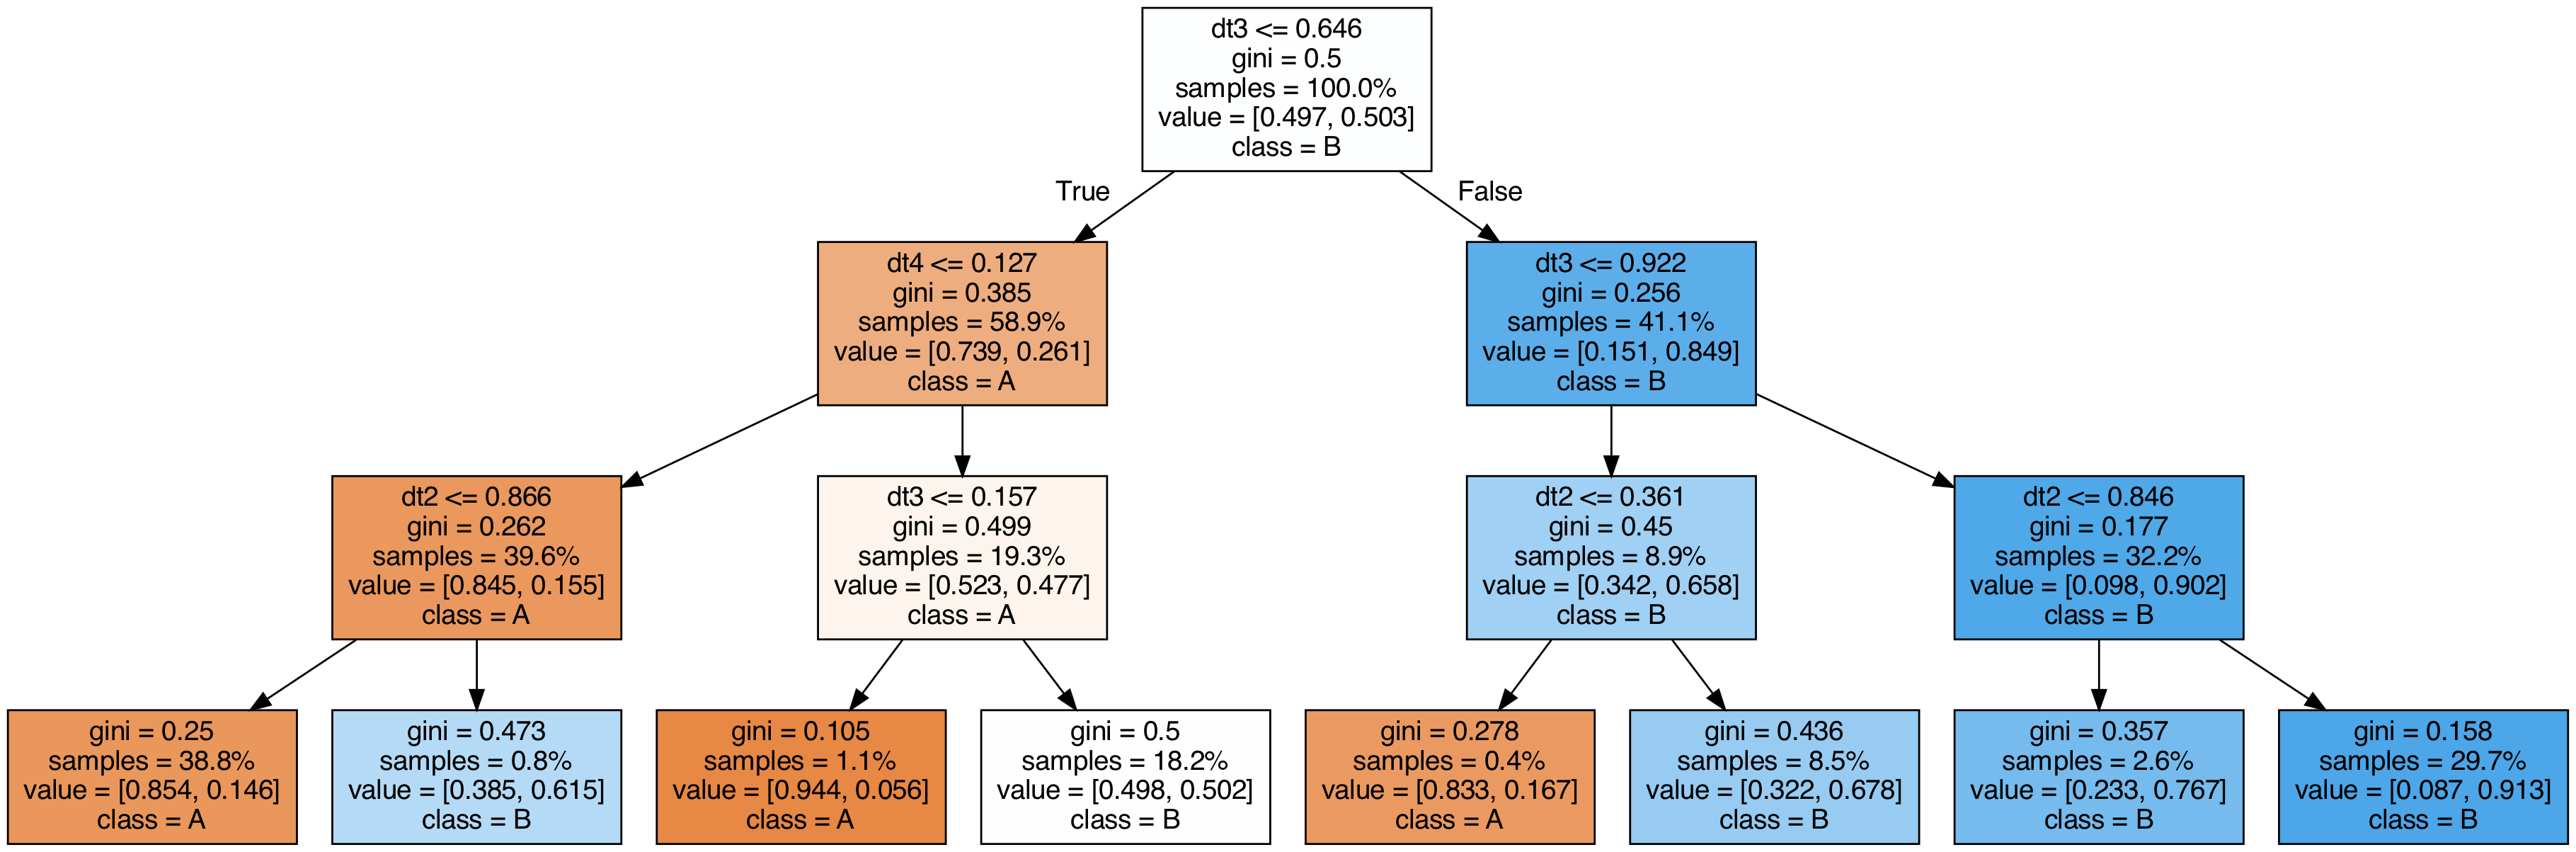 dt3 <= 0.646
gini = 0.5
samples = 100.0%
value = [0.497, 0.503]
class = B
True
False
dt4 <= 0.127
gini = 0.385
samples = 58.9%
value = [0.739, 0.261]
class = A
dt3 <= 0.922
gini = 0.256
samples = 41.1%
value = [0.151, 0.849]
class = B
dt2 <= 0.866
gini = 0.262
samples = 39.6%
value = [0.845, 0.155]
class = A
dt3 <= 0.157
gini = 0.499
samples = 19.3%
value = [0.523, 0.477]
class = A
dt2 <= 0.361
gini = 0.45
samples = 8.9%
value = [0.342, 0.658]
class = B
dt2 <= 0.846
gini = 0.177
samples = 32.2%
value = [0.098, 0.902]
class = B
gini = 0.25
samples = 38.8%
value = [0.854, 0.146]
class = A
gini = 0.473
samples = 0.8%
value = [0.385, 0.615]
class = B
gini = 0.105
samples = 1.1%
value = [0.944, 0.056]
class = A
gini = 0.5
samples = 18.2%
value = [0.498, 0.502]
class = B
gini = 0.278
samples = 0.4%
value = [0.833, 0.167]
class = A
gini = 0.436
samples = 8.5%
value = [0.322, 0.678]
class = B
gini = 0.357
samples = 2.6%
value = [0.233, 0.767]
class = B
gini = 0.158
samples = 29.7%
value = [0.087, 0.913]
class = B